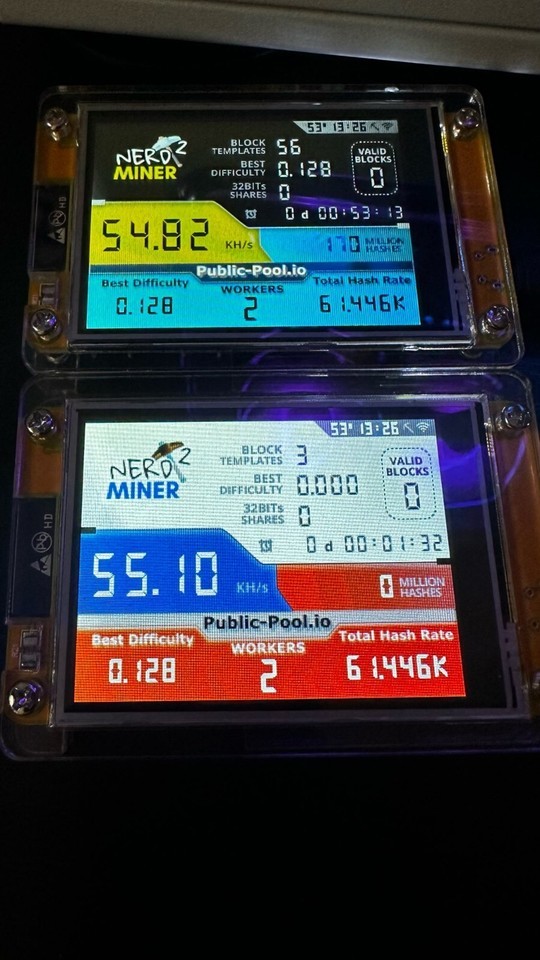 53° 13:26
NERD 2
MINER
BLOCK TEMPLATES 56
BEST DIFFICULTY 0.128
32BITs SHARES 0
VALID BLOCKS
0
0 d 00:53:13
54.82 KH/s
170 MILLION HASHES
Public-Pool.io
Best Difficulty WORKERS Total Hash Rate
0.128 2 61.446K
HD
53° 13:26
NERD 2
MINER
BLOCK TEMPLATES 3
BEST DIFFICULTY 0.000
32BITs SHARES 0
VALID BLOCKS
0
0 d 00:01:32
55.10 KH/s
0 MILLION HASHES
Public-Pool.io
Best Difficulty WORKERS Total Hash Rate
0.128 2 61.446K
HD